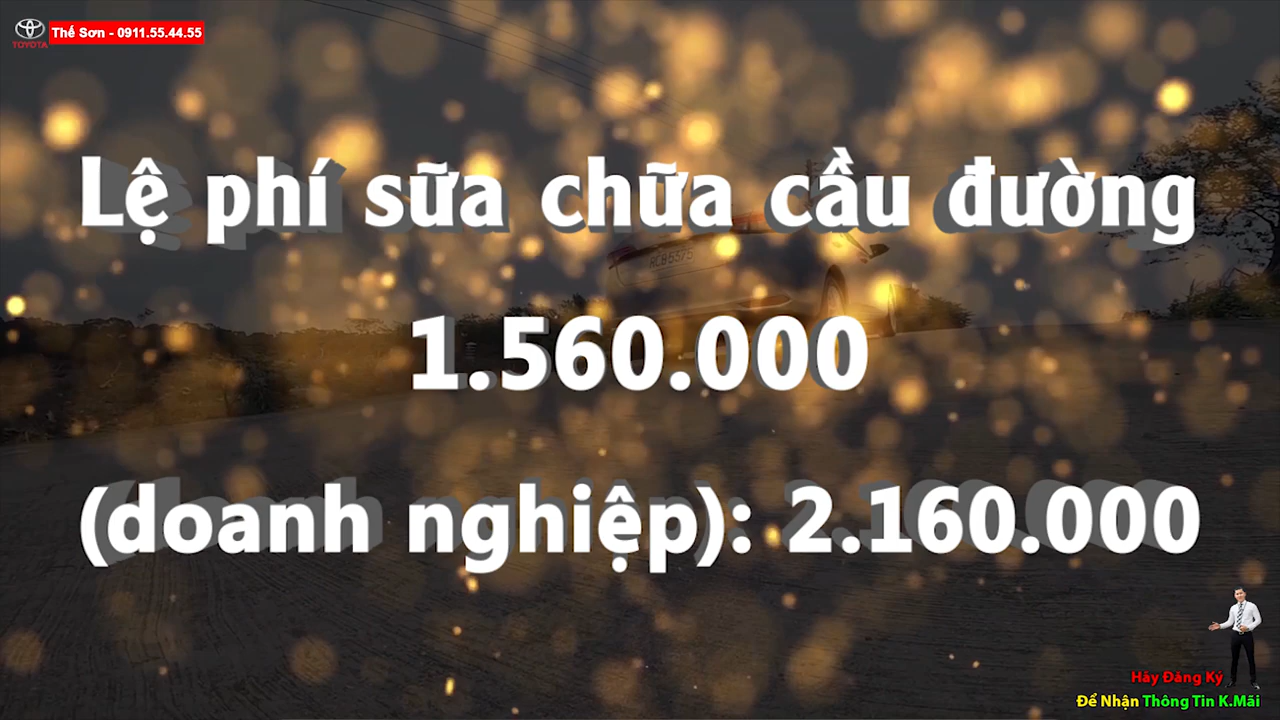 TOYOTA
Thế Sơn - 0911.55.44.55
Lệ phí sữa chữa cầu đường
RCB5375
1.560.000
(doanh nghiệp): 2.160.000
Hãy Đăng Ký
Để Nhận Thông Tin K.Mãi